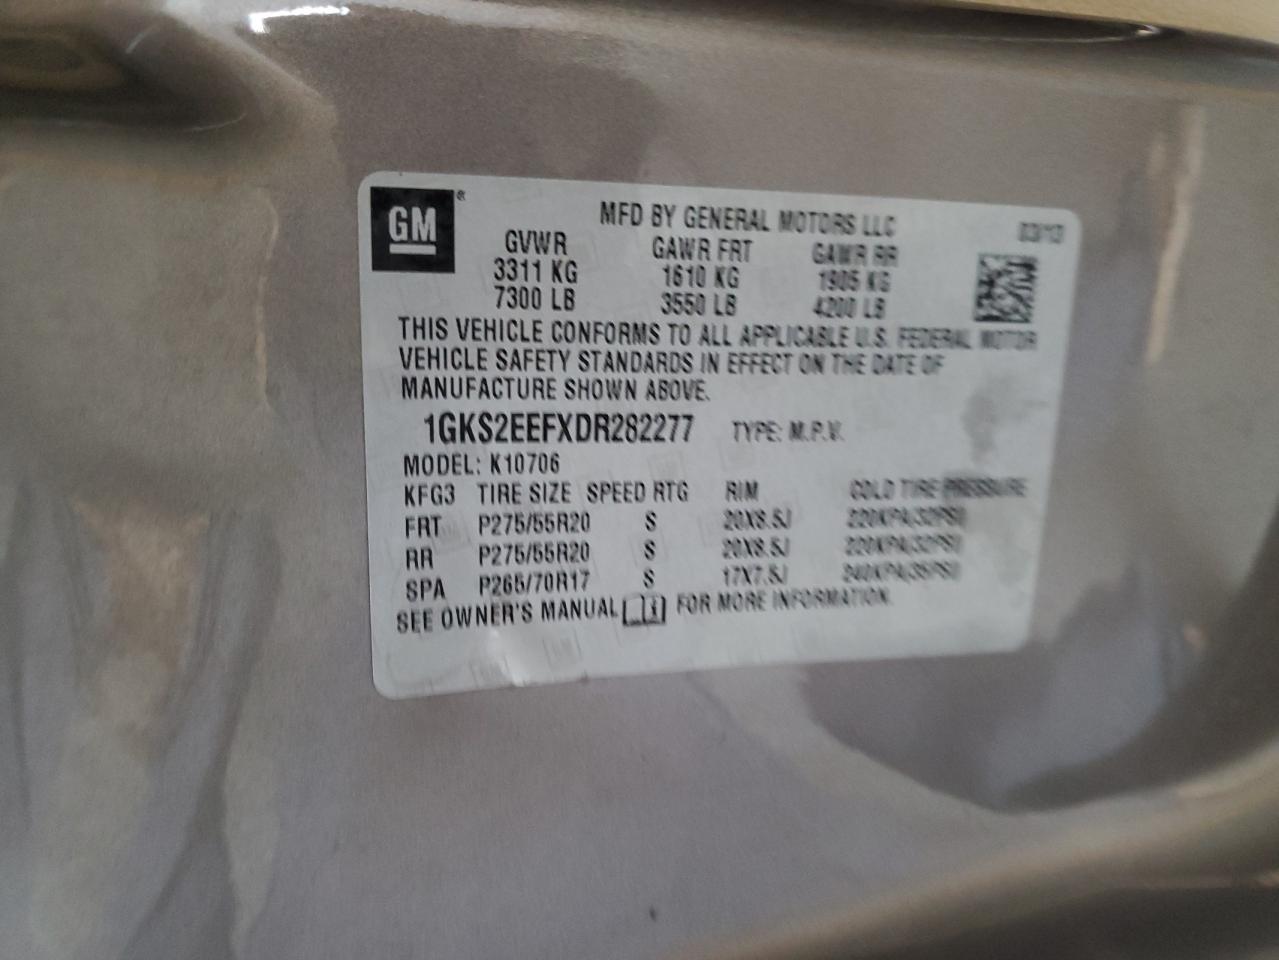 GM®
MFD BY GENERAL MOTORS LLC 03/13
GVWR GAWR FRT GAWR RR
3311 KG 1610 KG 1905 KG
7300 LB 3550 LB 4200 LB
THIS VEHICLE CONFORMS TO ALL APPLICABLE U.S. FEDERAL MOTOR
VEHICLE SAFETY STANDARDS IN EFFECT ON THE DATE OF
MANUFACTURE SHOWN ABOVE.
1GKS2EEFXDR282277 TYPE: M.P.V.
MODEL: K10706
KFG3 TIRE SIZE SPEED RTG RIM COLD TIRE PRESSURE
FRT P275/55R20 S 20X8.5J 220KPA(32PSI)
RR P275/55R20 S 20X8.5J 220KPA(32PSI)
SPA P265/70R17 S 17X7.5J 240KPA(35PSI)
SEE OWNER'S MANUAL FOR MORE INFORMATION.